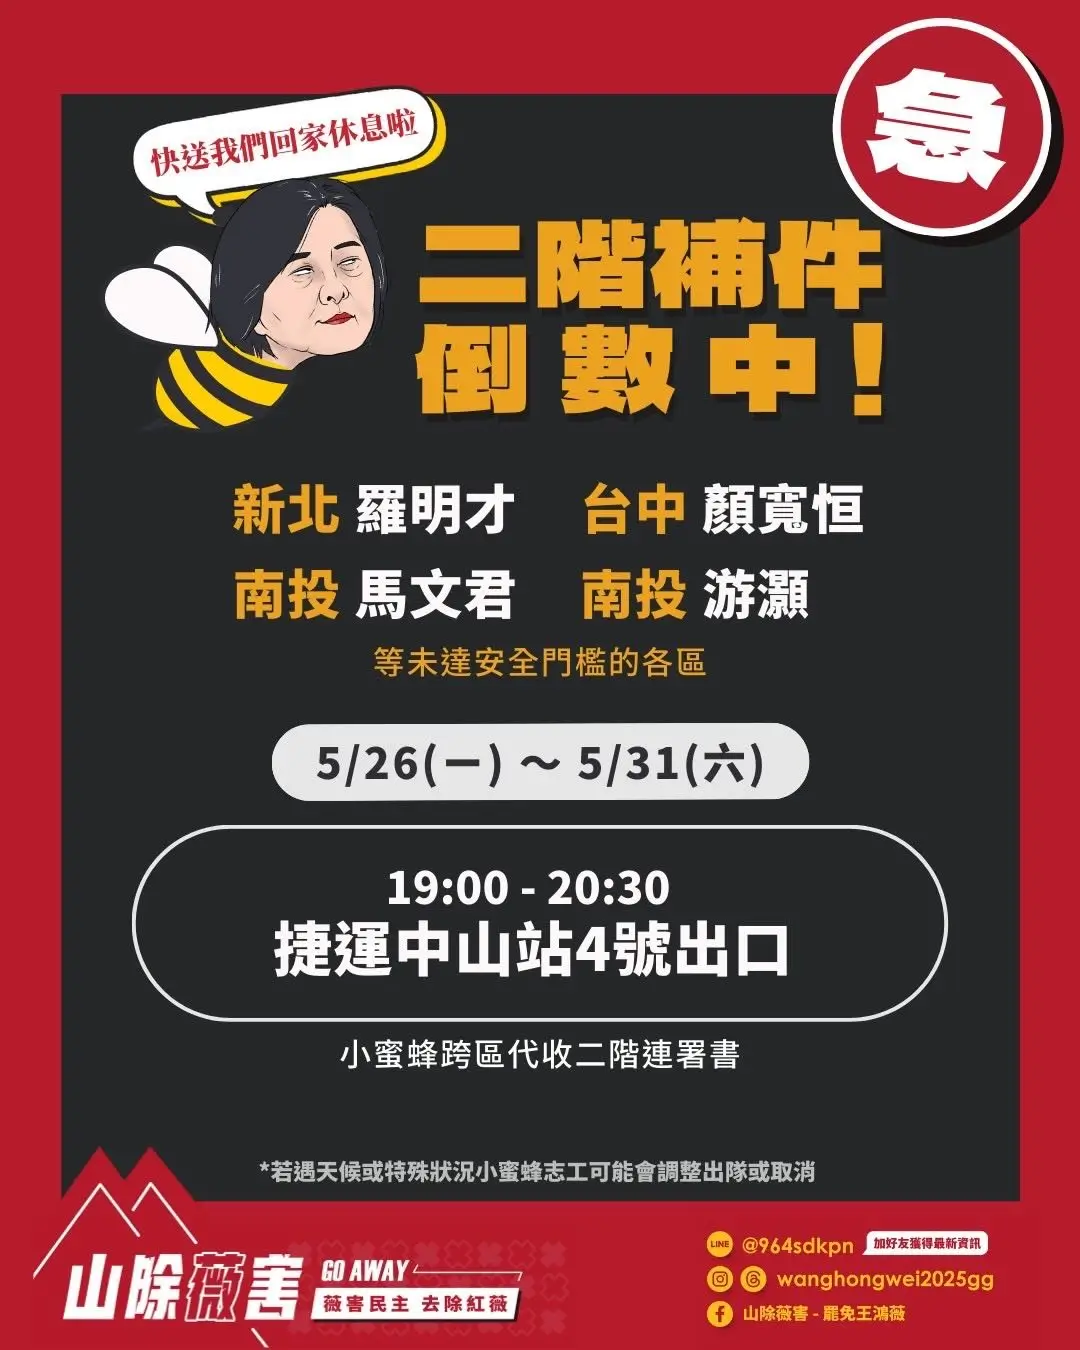 急
快送我們回家休息啦
二階補件
倒數中!
新北 羅明才 台中 顏寬恒
南投 馬文君 南投 游灝
等未達安全門檻的各區
5/26(一) ～ 5/31(六)
19:00 - 20:30
捷運中山站4號出口
小蜜蜂跨區代收二階連署書
*若遇天候或特殊狀況小蜜蜂志工可能會調整出隊或取消
山除薇害
GO AWAY
薇害民主 去除紅薇
LINE @964sdkpn 加好友獲得最新資訊
wanghongwei2025gg
山除薇害 - 罷免王鴻薇